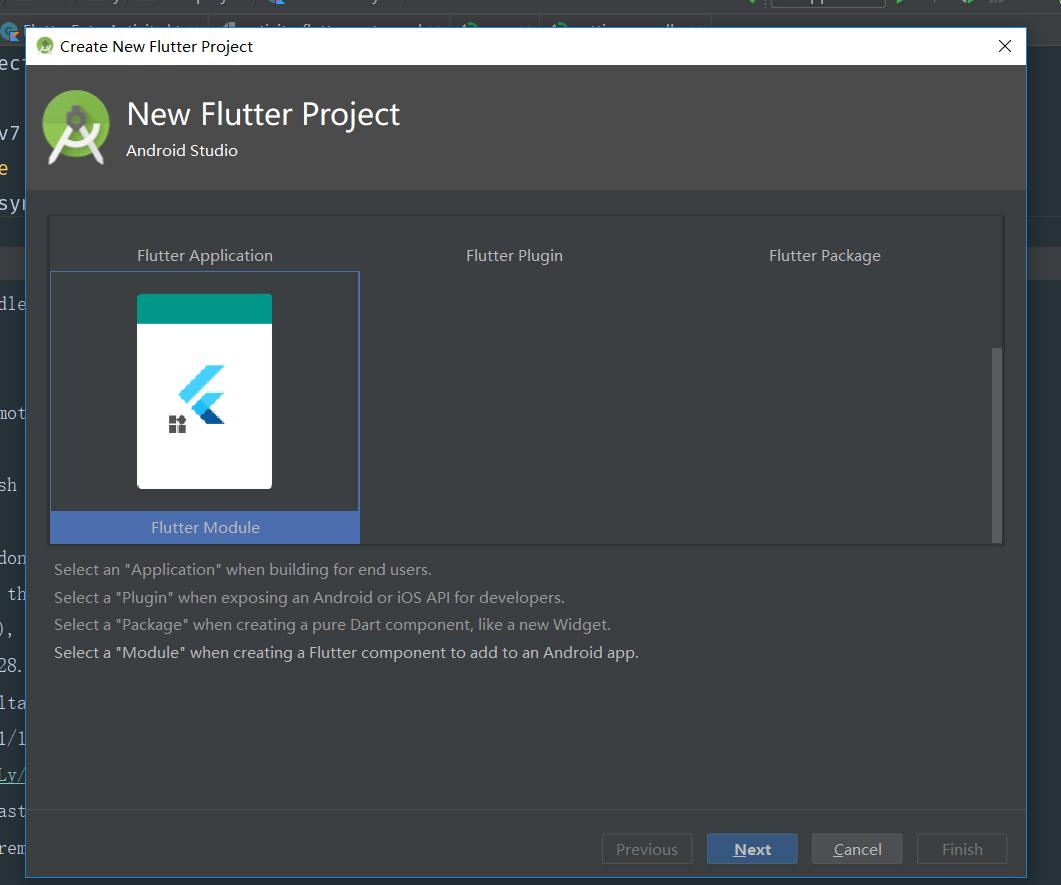 Create New Flutter Project
New Flutter Project
Android Studio
Flutter Application
Flutter Plugin
Flutter Package
Flutter Module
Select an "Application" when building for end users.
Select a "Plugin" when exposing an Android or iOS API for developers.
Select a "Package" when creating a pure Dart component, like a new Widget.
Select a "Module" when creating a Flutter component to add to an Android app.
Previous
Next
Cancel
Finish